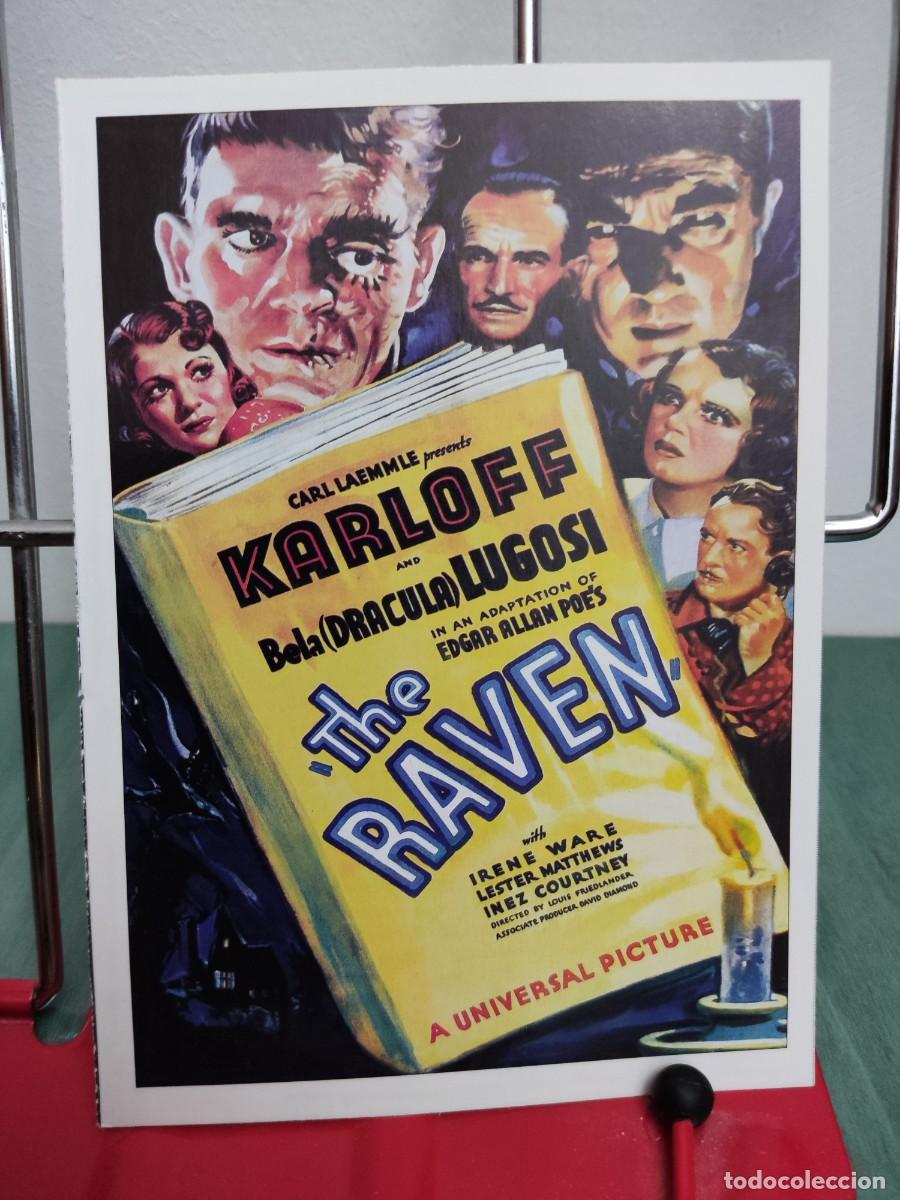 CARL LAEMMLE presents
KARLOFF
AND
Bela (DRACULA) LUGOSI
IN AN ADAPTATION OF
EDGAR ALLAN POE'S
"The
RAVEN"
with
IRENE WARE
LESTER MATTHEWS
INEZ COURTNEY
DIRECTED BY LOUIS FRIEDLANDER
ASSOCIATE PRODUCER DAVID DIAMOND
A UNIVERSAL PICTURE
todocoleccion